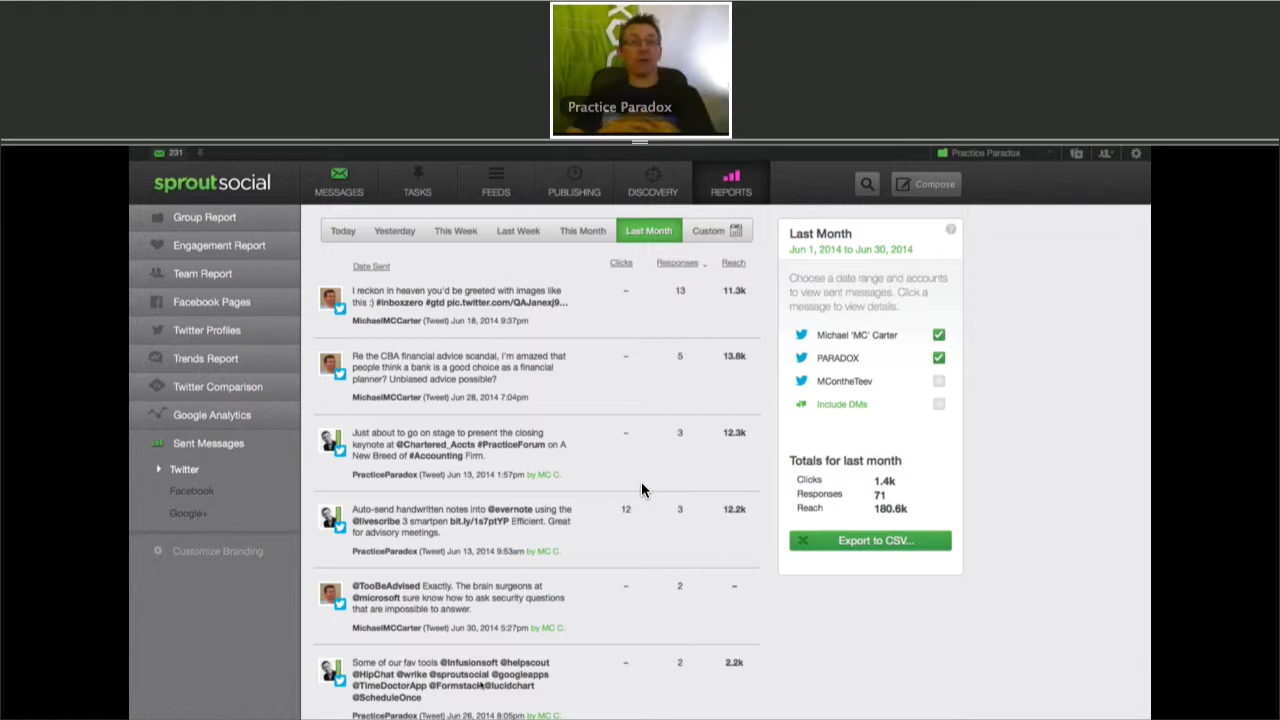 Practice Paradox
231
Practice Paradox
sproutsocial
MESSAGES
TASKS
FEEDS
PUBLISHING
DISCOVERY
REPORTS
Compose
Group Report
Engagement Report
Team Report
Facebook Pages
Twitter Profiles
Trends Report
Twitter Comparison
Google Analytics
Sent Messages
Twitter
Facebook
Google+
Customize Branding
Today Yesterday This Week Last Week This Month Last Month Custom
Date Sent Clicks Responses Reach
I reckon in heaven you'd be greeted with images like – 13 11.3k
this :) #inboxzero #gtd pic.twitter.com/QAJanexj9...
MichaelMCCarter (Tweet) Jun 18, 2014 9:37pm
Re the CBA financial advice scandal, I'm amazed that – 5 13.8k
people think a bank is a good choice as a financial
planner? Unbiased advice possible?
MichaelMCCarter (Tweet) Jun 28, 2014 7:04pm
Just about to go on stage to present the closing – 3 12.3k
keynote at @Chartered_Accts #PracticeForum on A
New Breed of #Accounting Firm.
PracticeParadox (Tweet) Jun 13, 2014 1:57pm by MC C.
Auto-send handwritten notes into @evernote using the 12 3 12.2k
@livescribe 3 smartpen bit.ly/1s7ptYP Efficient. Great
for advisory meetings.
PracticeParadox (Tweet) Jun 13, 2014 9:53am by MC C.
@TooBeAdvised Exactly. The brain surgeons at – 2 –
@microsoft sure know how to ask security questions
that are impossible to answer.
MichaelMCCarter (Tweet) Jun 30, 2014 5:27pm by MC C.
Some of our fav tools @Infusionsoft @helpscout – 2 2.2k
@HipChat @wrike @sproutsocial @googleapps
@TimeDoctorApp @Formstack @lucidchart
@ScheduleOnce
PracticeParadox (Tweet) Jun 26, 2014 8:05pm by MC C.
Last Month
Jun 1, 2014 to Jun 30, 2014
Choose a date range and accounts
to view sent messages. Click a
message to view details.
Michael 'MC' Carter
PARADOX
MContheTeev
Include DMs
Totals for last month
Clicks 1.4k
Responses 71
Reach 180.6k
Export to CSV...